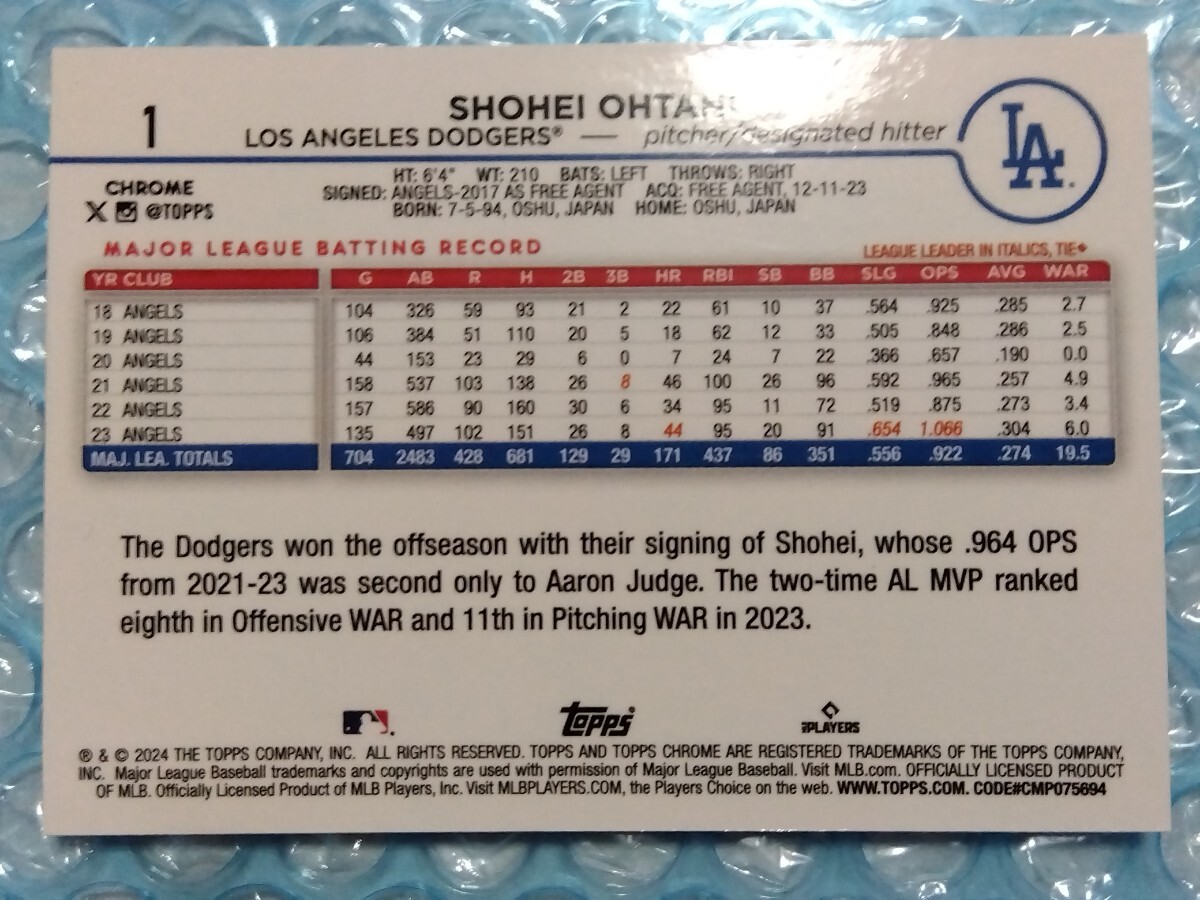 1
SHOHEI OHTANI
LOS ANGELES DODGERS® — pitcher/designated hitter
LA
CHROME
X @TOPPS
HT: 6'4" WT: 210 BATS: LEFT THROWS: RIGHT
SIGNED: ANGELS-2017 AS FREE AGENT ACQ: FREE AGENT, 12-11-23
BORN: 7-5-94, OSHU, JAPAN HOME: OSHU, JAPAN
MAJOR LEAGUE BATTING RECORD LEAGUE LEADER IN ITALICS, TIE◆
YR CLUB G AB R H 2B 3B HR RBI SB BB SLG OPS AVG WAR
18 ANGELS 104 326 59 93 21 2 22 61 10 37 .564 .925 .285 2.7
19 ANGELS 106 384 51 110 20 5 18 62 12 33 .505 .848 .286 2.5
20 ANGELS 44 153 23 29 6 0 7 24 7 22 .366 .657 .190 0.0
21 ANGELS 158 537 103 138 26 8 46 100 26 96 .592 .965 .257 4.9
22 ANGELS 157 586 90 160 30 6 34 95 11 72 .519 .875 .273 3.4
23 ANGELS 135 497 102 151 26 8 44 95 20 91 .654 1.066 .304 6.0
MAJ. LEA. TOTALS 704 2483 428 681 129 29 171 437 86 351 .556 .922 .274 19.5
The Dodgers won the offseason with their signing of Shohei, whose .964 OPS
from 2021-23 was second only to Aaron Judge. The two-time AL MVP ranked
eighth in Offensive WAR and 11th in Pitching WAR in 2023.
topps
PLAYERS
® & © 2024 THE TOPPS COMPANY, INC. ALL RIGHTS RESERVED. TOPPS AND TOPPS CHROME ARE REGISTERED TRADEMARKS OF THE TOPPS COMPANY,
INC. Major League Baseball trademarks and copyrights are used with permission of Major League Baseball. Visit MLB.com. OFFICIALLY LICENSED PRODUCT
OF MLB. Officially Licensed Product of MLB Players, Inc. Visit MLBPLAYERS.COM, the Players Choice on the web. WWW.TOPPS.COM. CODE#CMP075694